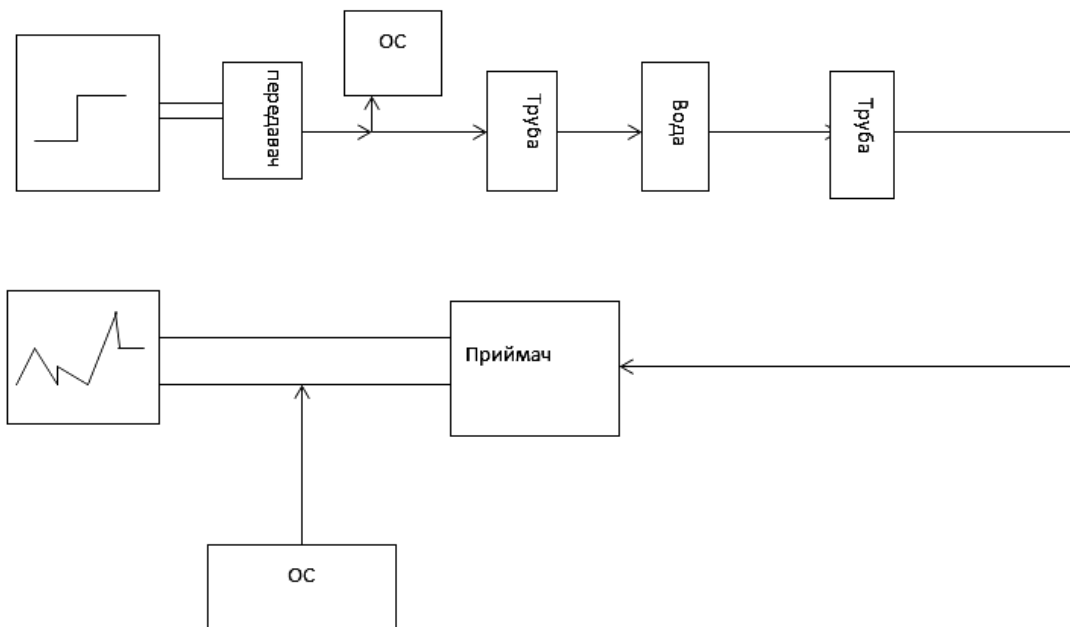 ОС
передавач
Труба
Вода
Труба
Приймач
ОС